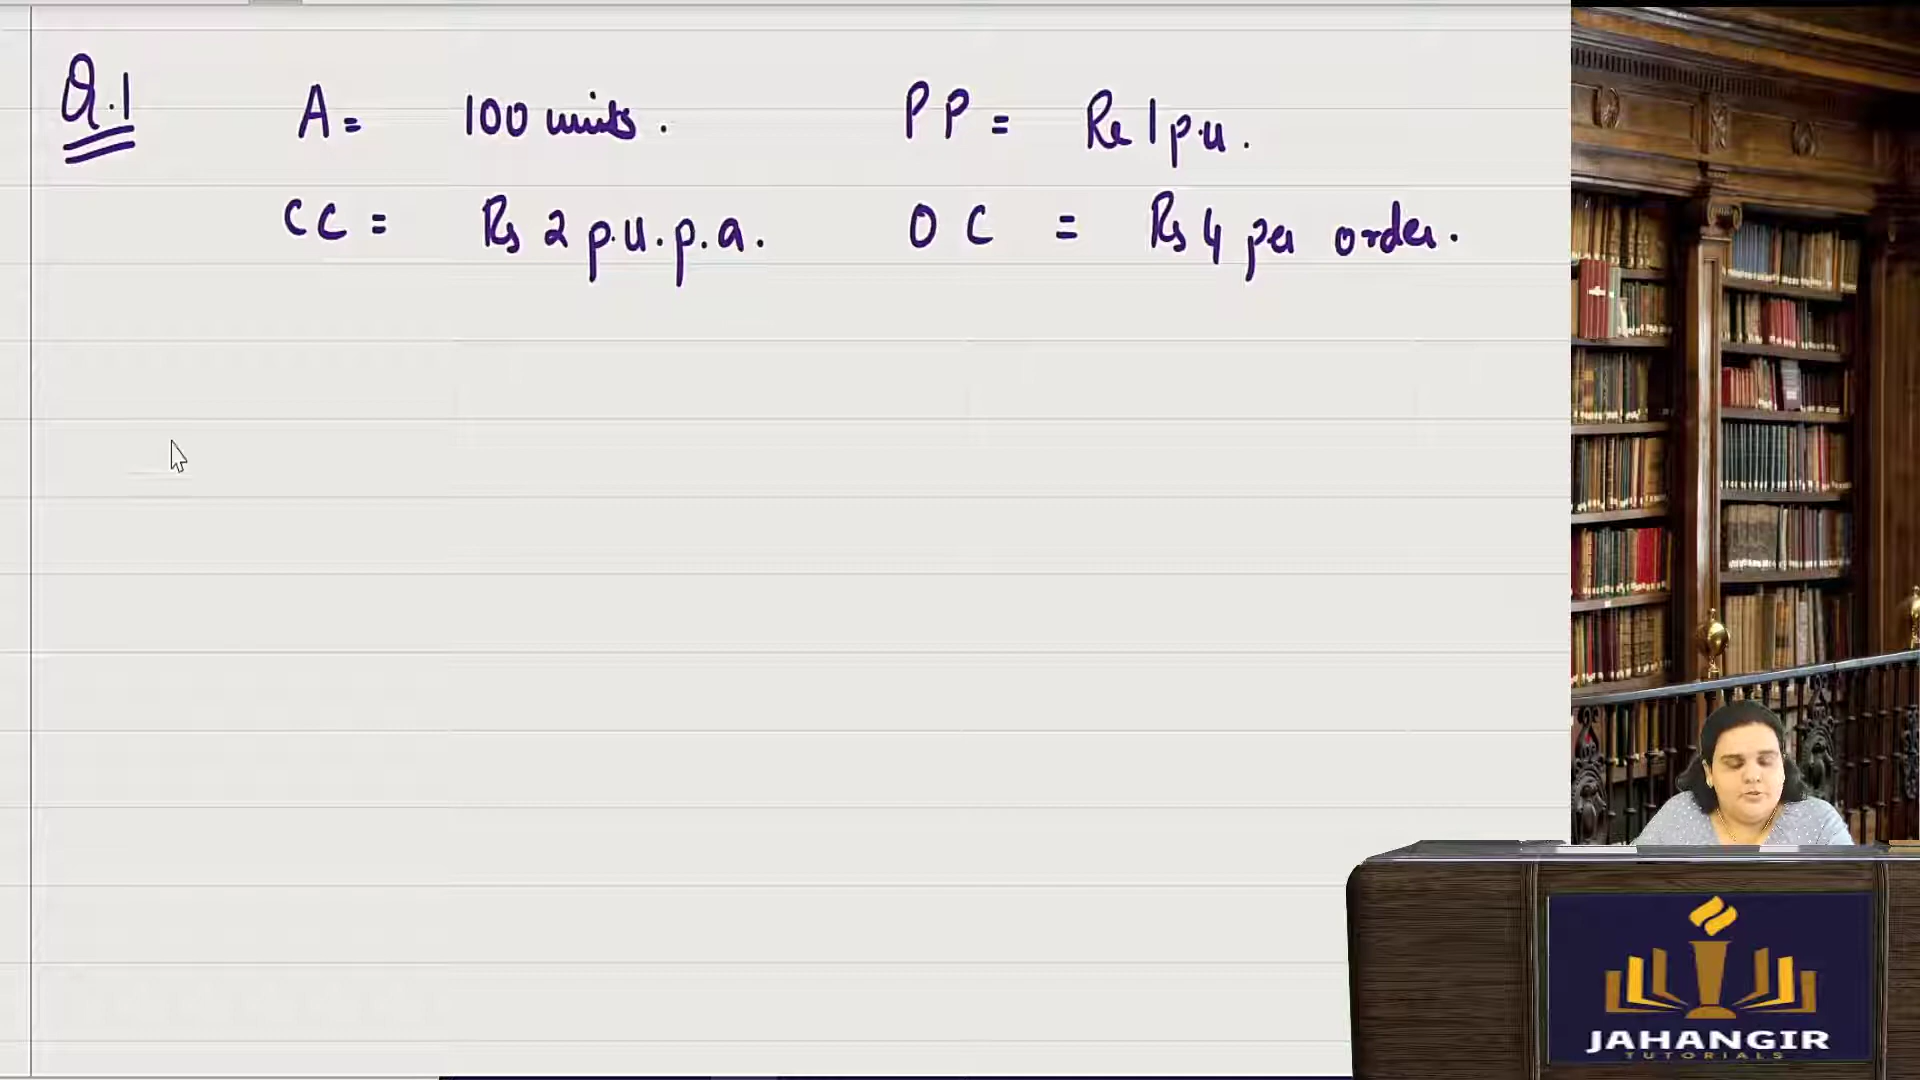 Q.1 A = 100 units. PP = Re 1 p.u.
CC = Rs 2 p.u.p.a. OC = Rs 4 per order.
JAHANGIR
TUTORIALS